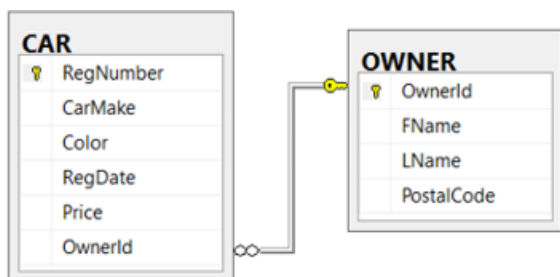 CAR
RegNumber
CarMake
Color
RegDate
Price
OwnerId
OWNER
OwnerId
FName
LName
PostalCode